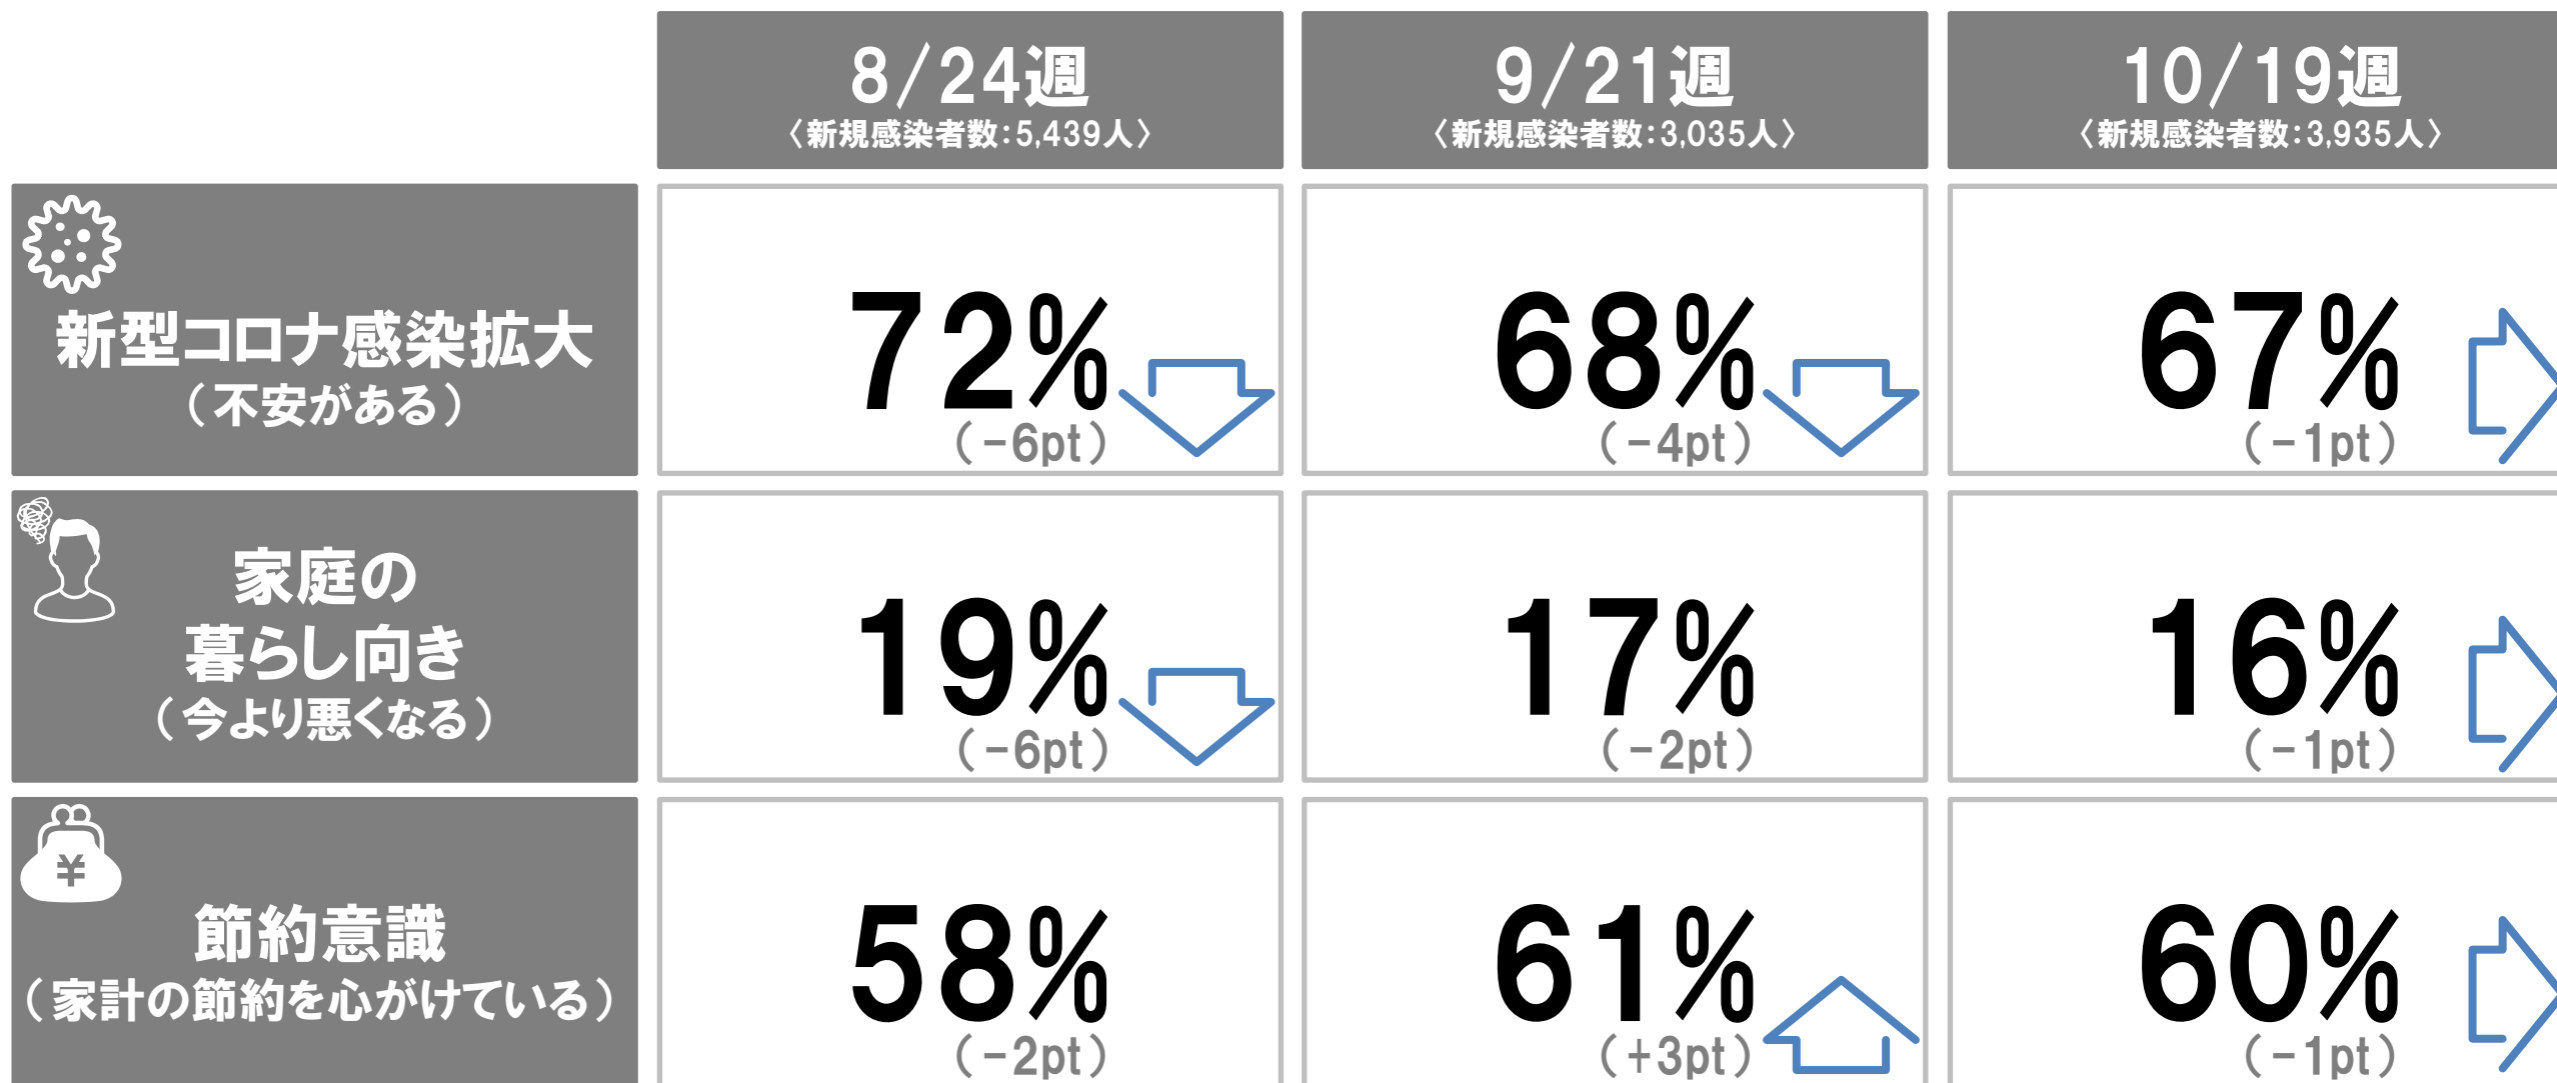 8/24週
〈新規感染者数:5,439人〉
9/21週
〈新規感染者数:3,035人〉
10/19週
〈新規感染者数:3,935人〉
新型コロナ感染拡大
(不安がある)
72%
(-6pt)
68%
(-4pt)
67%
(-1pt)
家庭の
暮らし向き
(今より悪くなる)
19%
(-6pt)
17%
(-2pt)
16%
(-1pt)
¥
節約意識
(家計の節約を心がけている)
58%
(-2pt)
61%
(+3pt)
60%
(-1pt)